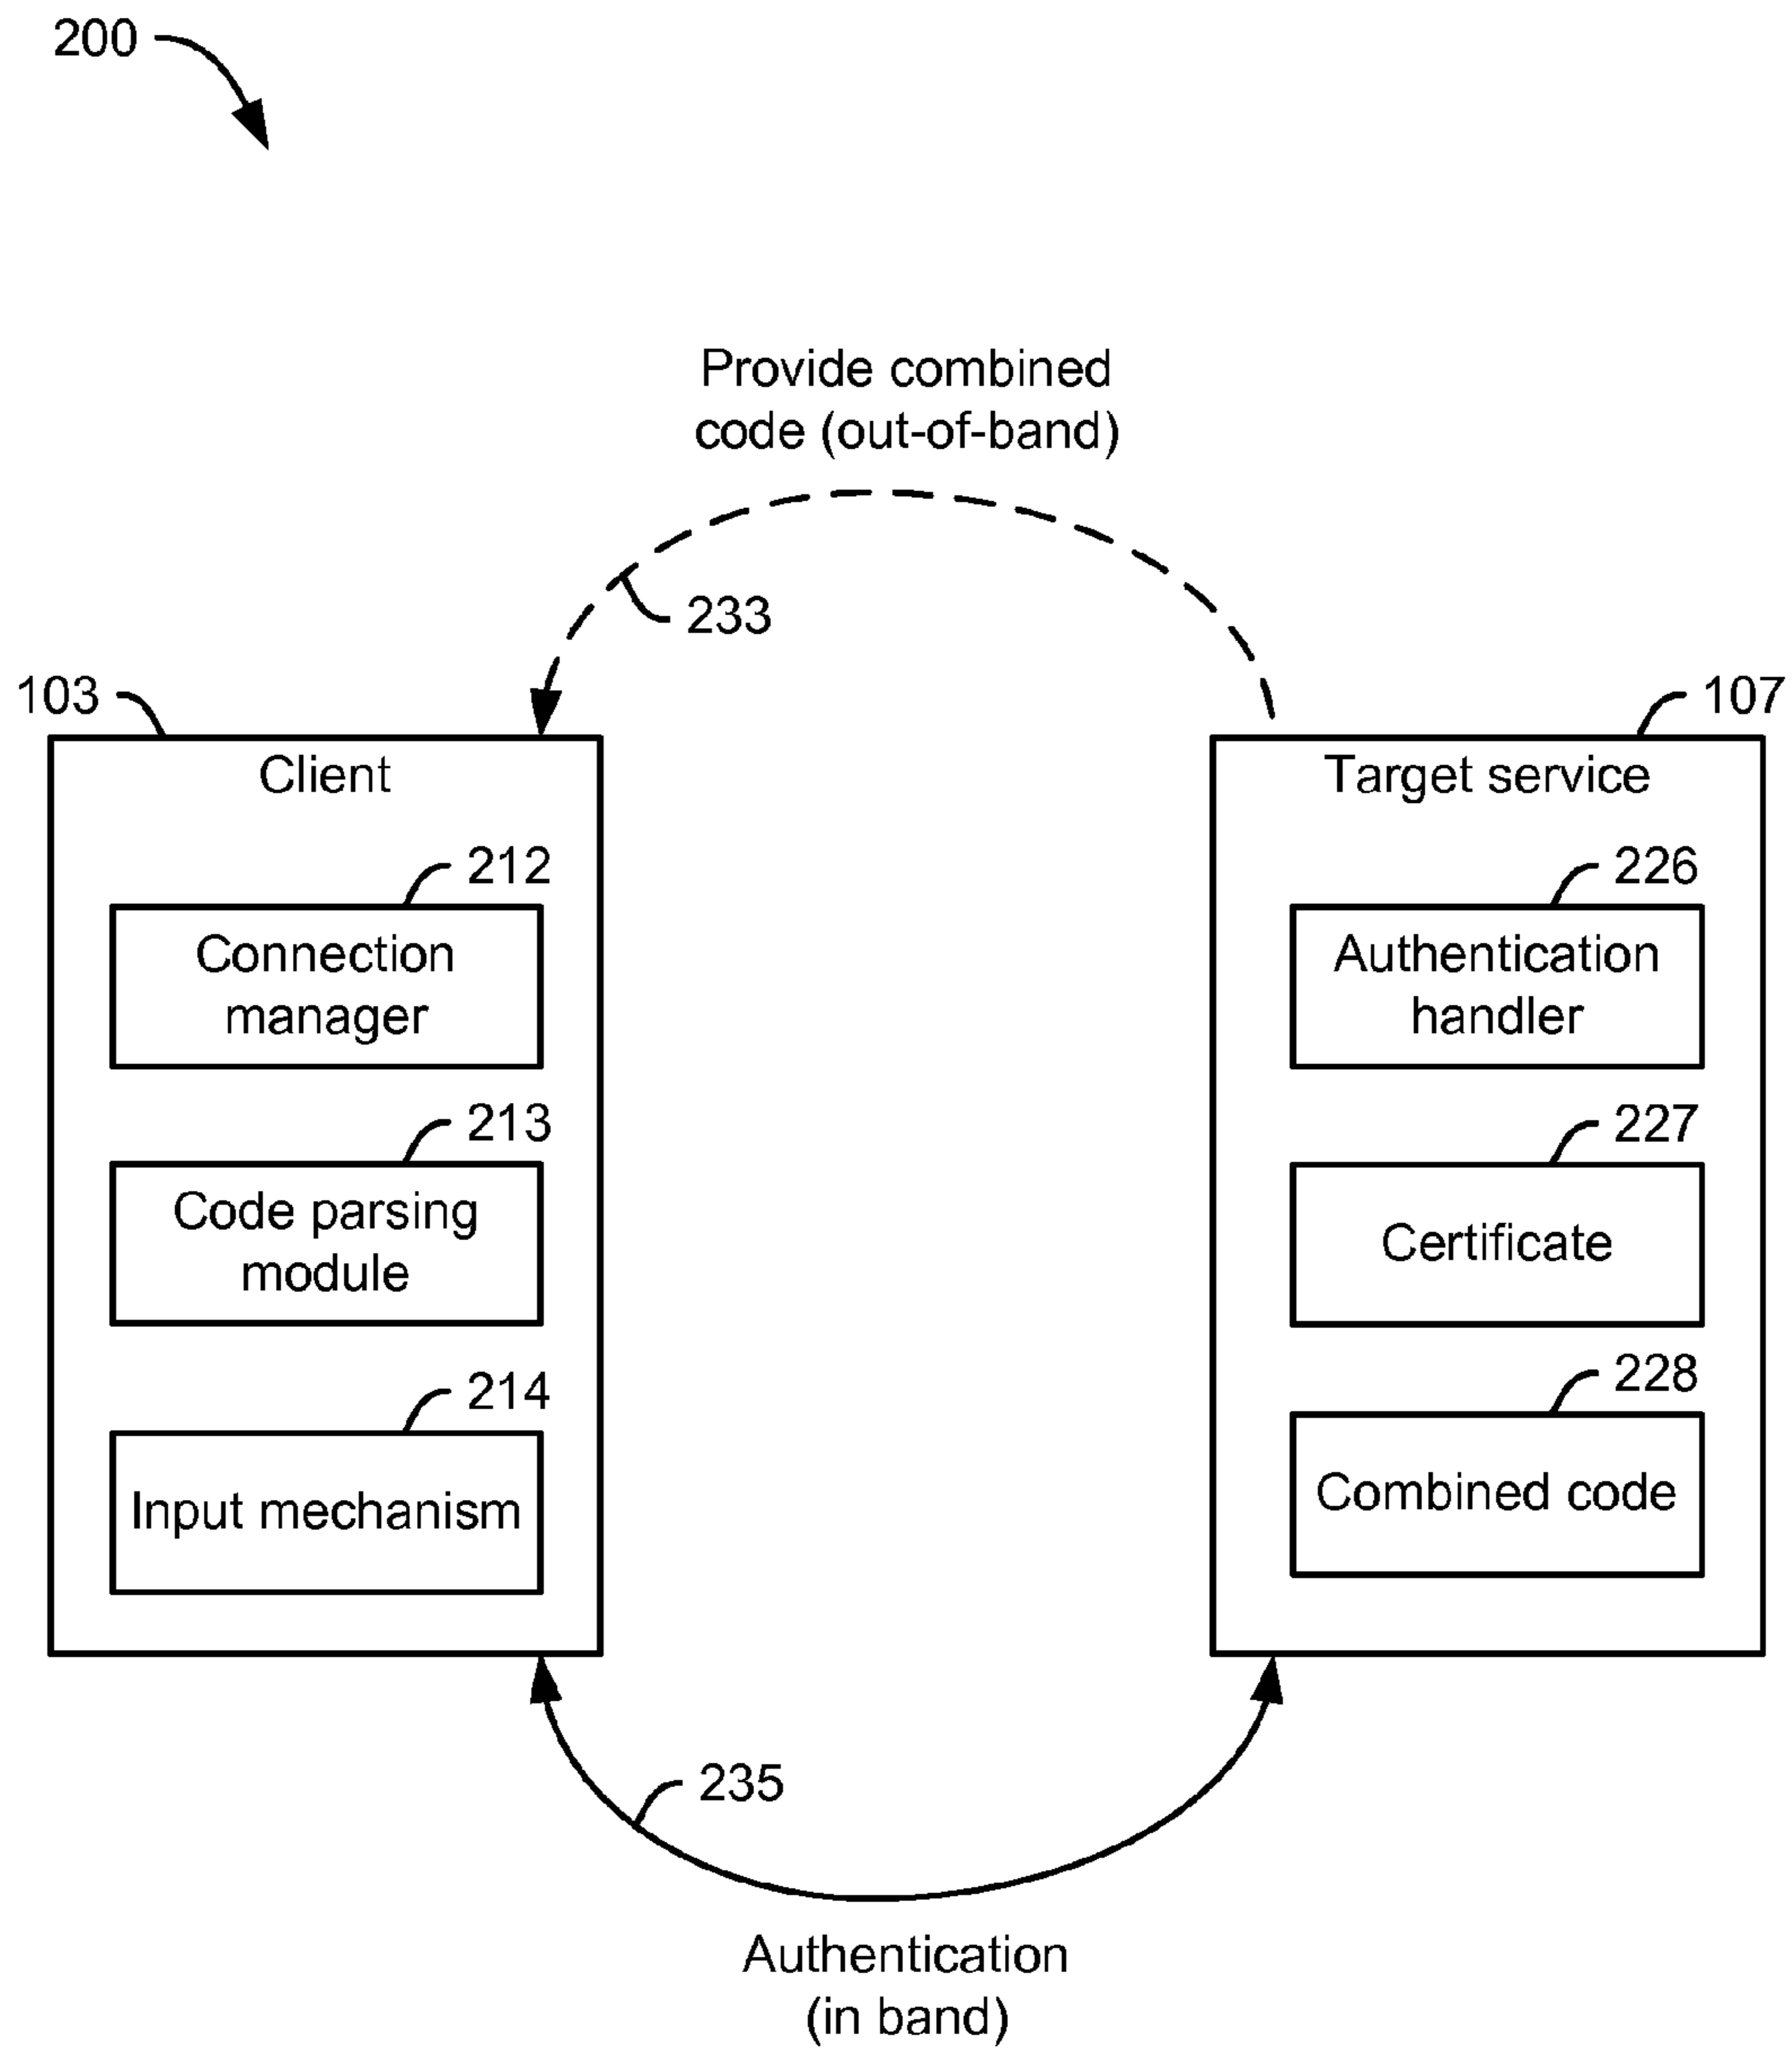 200
Provide combined
code (out-of-band)
233
103
107
Client
Target service
212
Connection
manager
213
Code parsing
module
214
Input mechanism
226
Authentication
handler
227
Certificate
228
Combined code
235
Authentication
(in band)